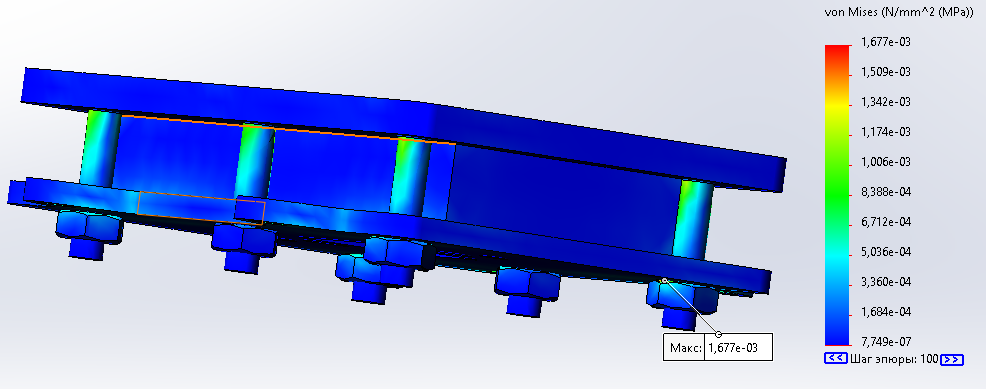 von Mises (N/mm^2 (MPa))
1,677e-03
1,509e-03
1,342e-03
1,174e-03
1,006e-03
8,388e-04
6,712e-04
5,036e-04
3,360e-04
1,684e-04
7,749e-07
<< Шаг эпюры: 100 >>
Макс: 1,677e-03